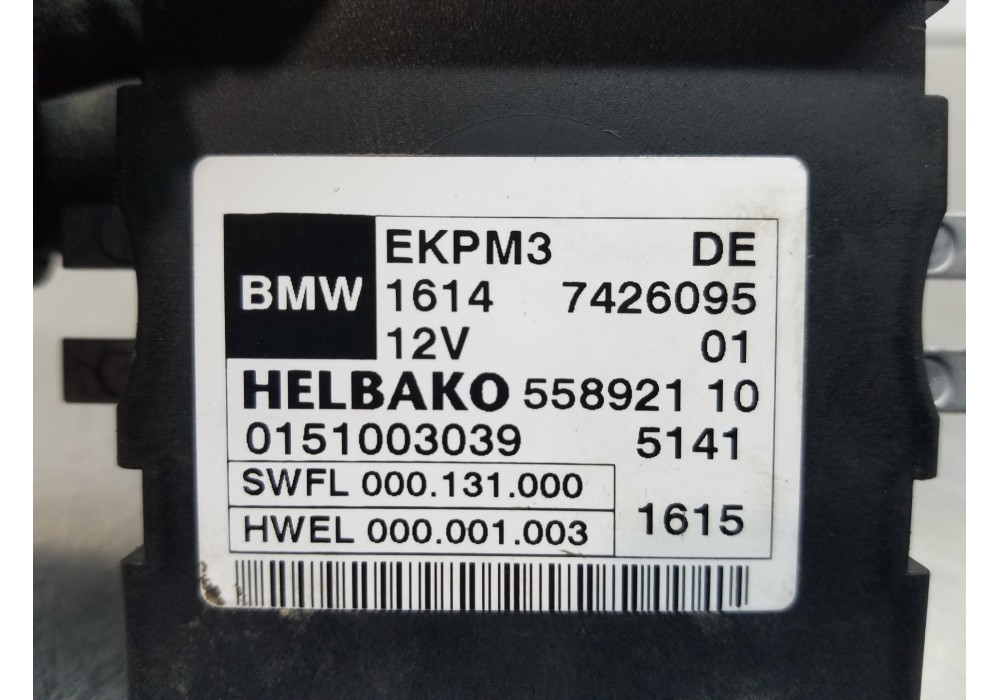 EKPM3 DE
BMW 1614 7426095
12V 01
HELBAKO 558921 10
0151003039 5141
SWFL 000.131.000
HWEL 000.001.003 1615